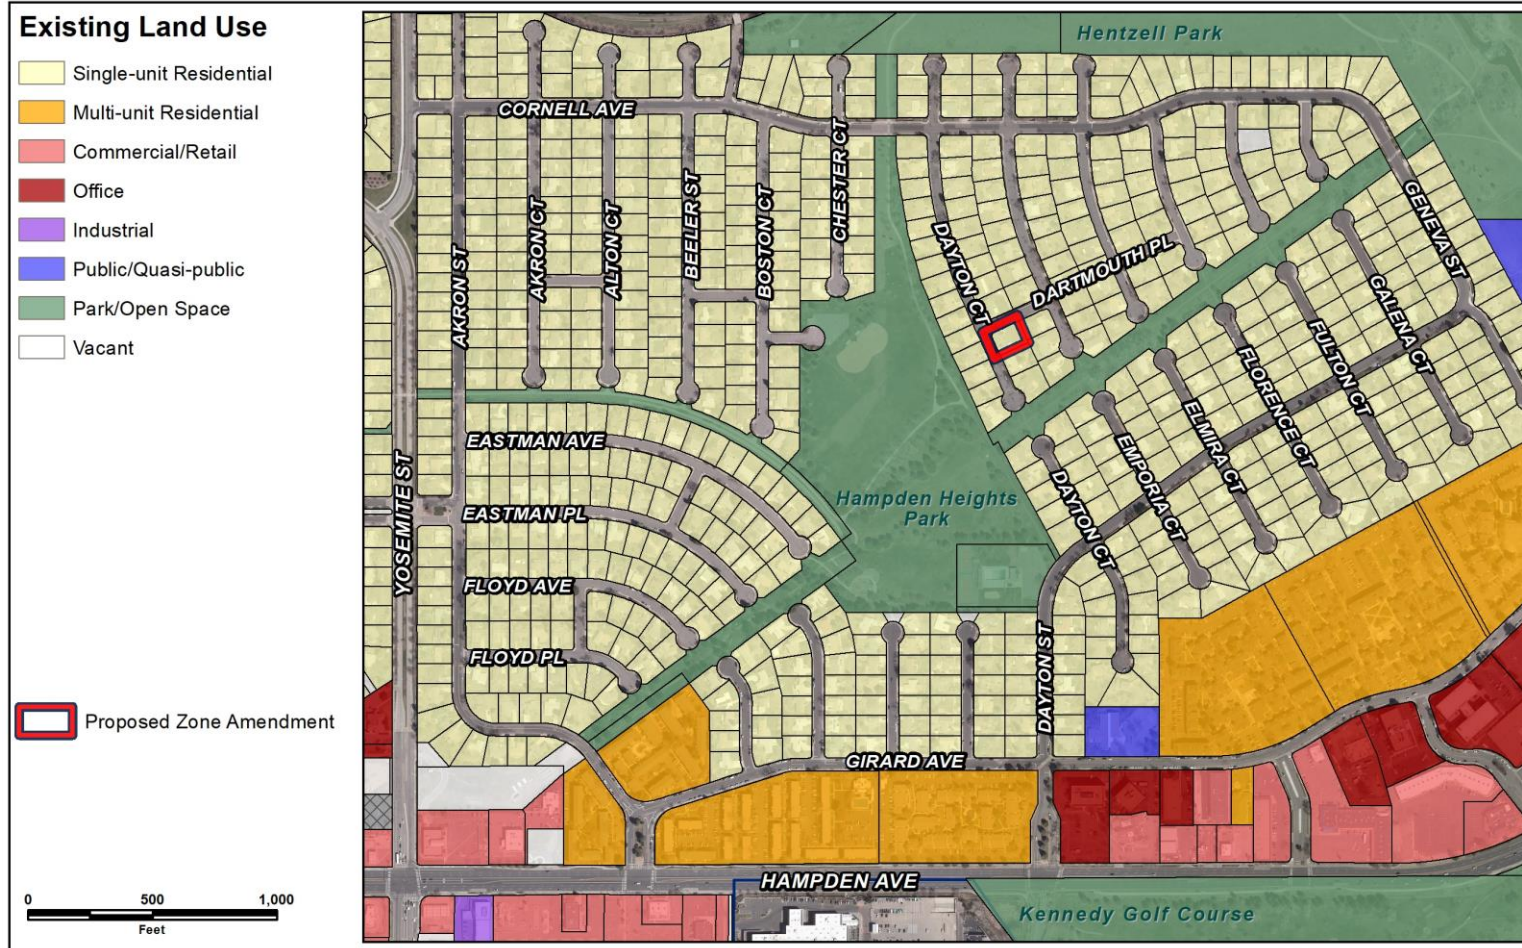 Existing Land Use
Single-unit Residential
Multi-unit Residential
Commercial/Retail
Office
Industrial
Public/Quasi-public
Park/Open Space
Vacant
Proposed Zone Amendment
0 500 1,000
Feet
Hentzell Park
CORNELL AVE
AKRON ST
AKRON CT
ALTON CT
BEELER ST
BOSTON CT
CHESTER CT
DAYTON CT
DARTMOUTH PL
GENEVA ST
GALENA CT
FULTON CT
FLORENCE CT
ELMIRA CT
EMPORIA CT
DAYTON CT
YOSEMITE ST
EASTMAN AVE
EASTMAN PL
FLOYD AVE
FLOYD PL
Hampden Heights
Park
DAYTON ST
GIRARD AVE
HAMPDEN AVE
Kennedy Golf Course